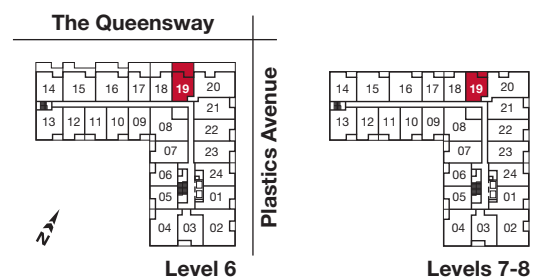 The Queensway
Plastics Avenue
14 15 16 17 18 19 20
21
13 12 11 10 09 08 22
07 23
06 24
05 01
04 03 02
N
Level 6
14 15 16 17 18 19 20
21
13 12 11 10 09 08 22
07 23
06 24
05 01
04 03 02
Levels 7-8